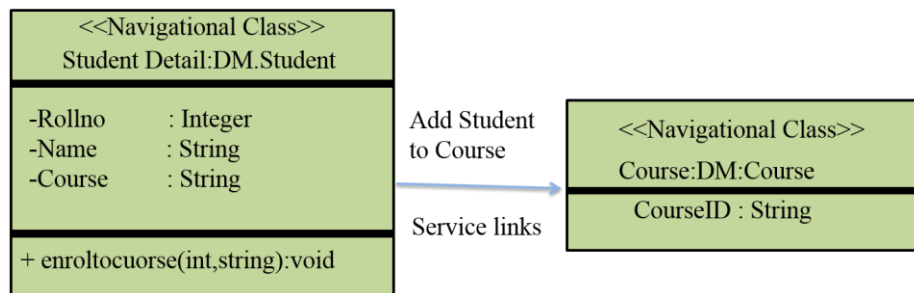 <<Navigational Class>>
Student Detail:DM.Student
-Rollno : Integer
-Name : String
-Course : String
+ enroltocuorse(int,string):void
Add Student
to Course
Service links
<<Navigational Class>>
Course:DM:Course
CourseID : String